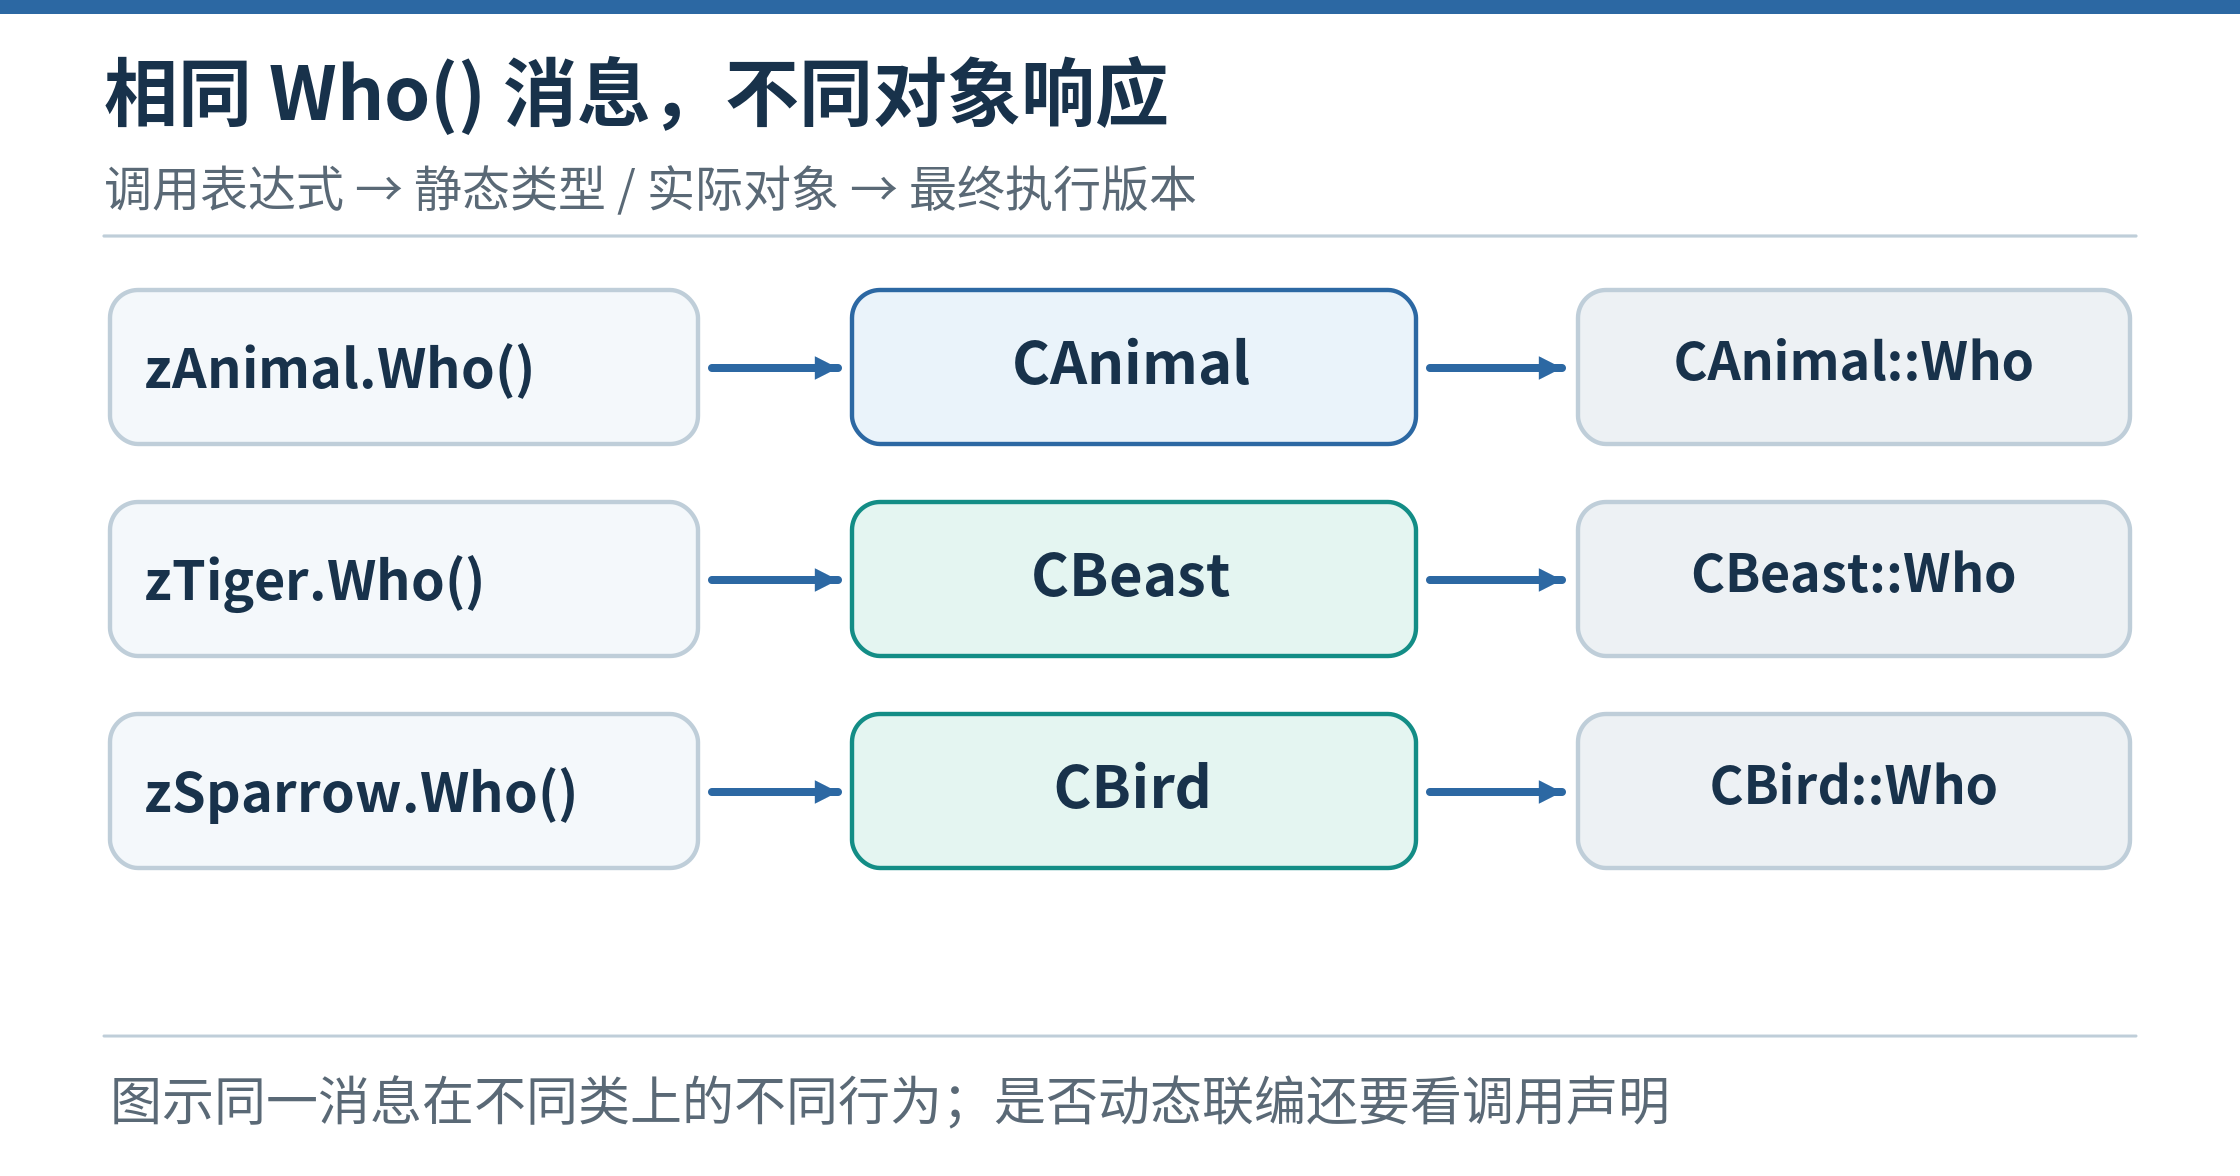 相同 Who() 消息，不同对象响应
调用表达式 → 静态类型 / 实际对象 → 最终执行版本
zAnimal.Who()
CAnimal
CAnimal::Who
zTiger.Who()
CBeast
CBeast::Who
zSparrow.Who()
CBird
CBird::Who
图示同一消息在不同类上的不同行为；是否动态联编还要看调用声明